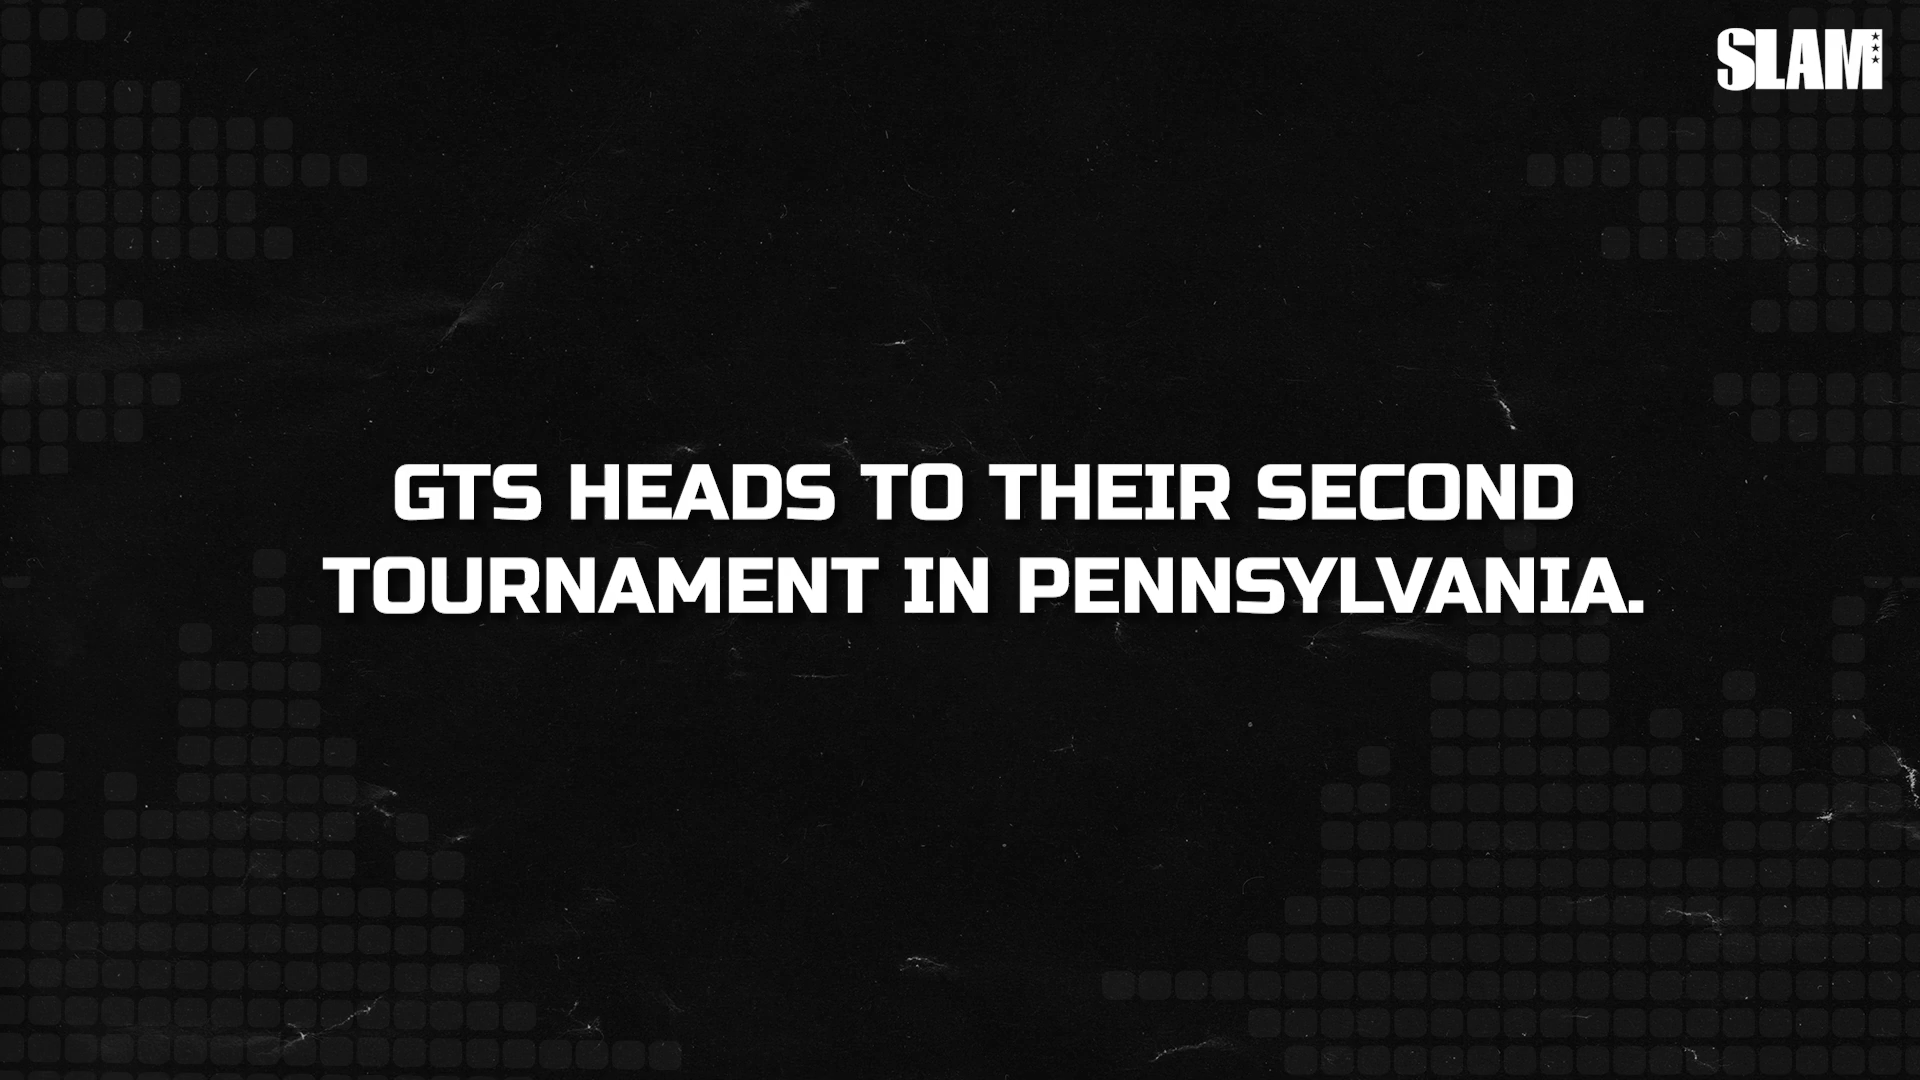 SLAM
GTS HEADS TO THEIR SECOND
TOURNAMENT IN PENNSYLVANIA.